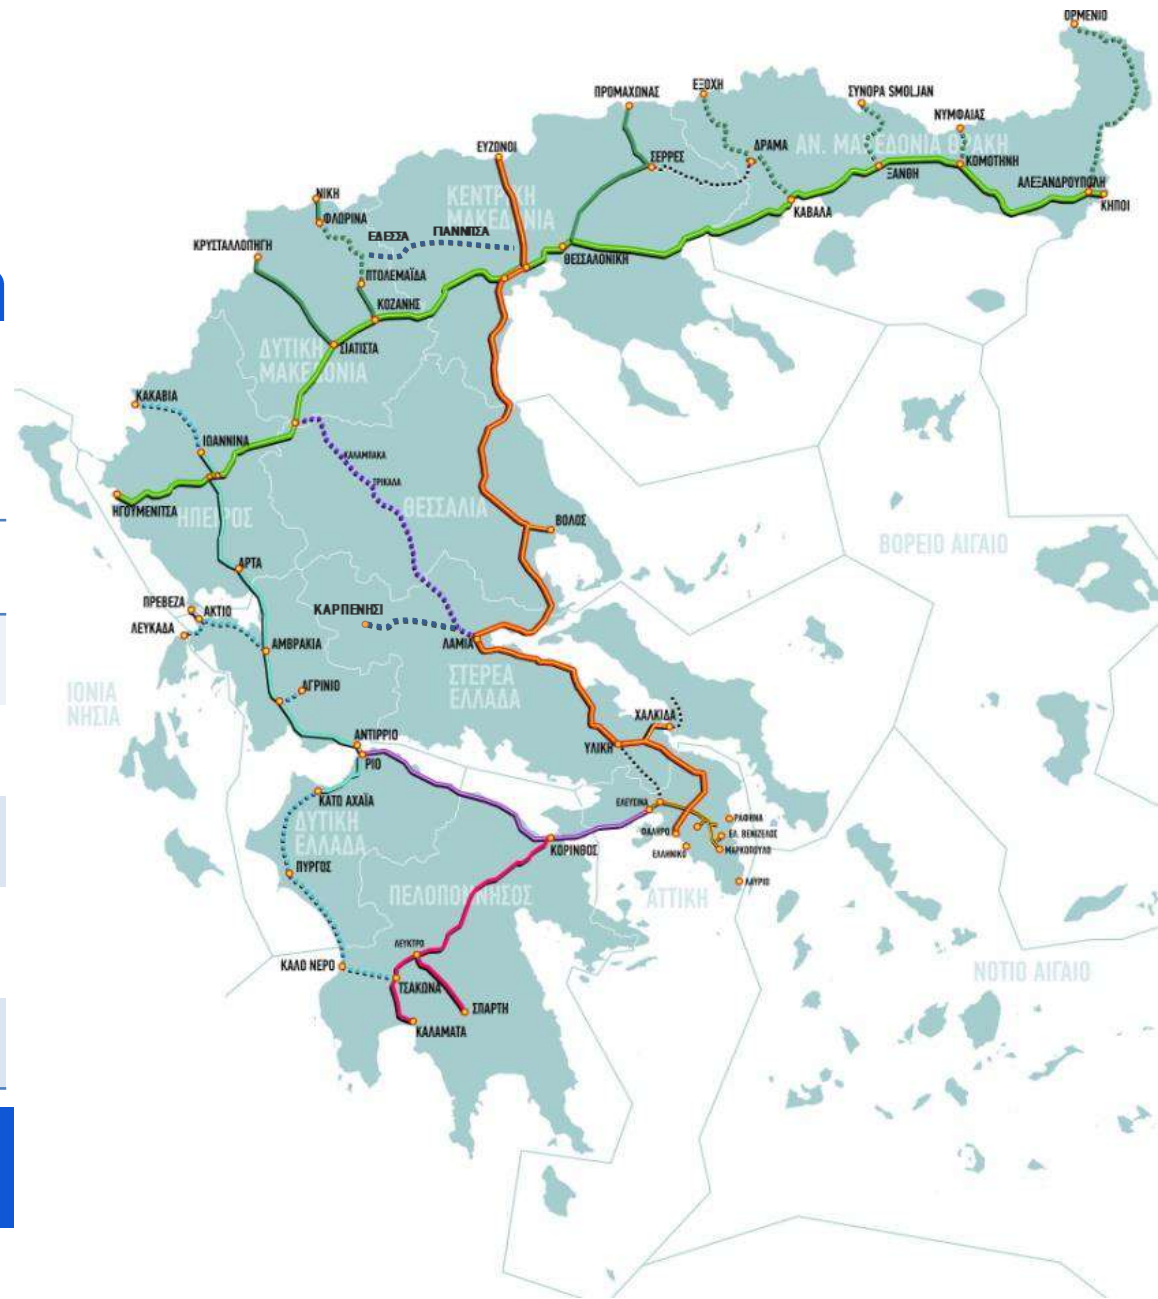 ΟΡΜΕΝΙΟ
ΕΞΟΧΗ
ΠΡΟΜΑΧΩΝΑΣ
ΣΥΝΟΡΑ SMOLJAN
ΝΥΜΦΑΙΑΣ
ΕΥΖΩΝΟΙ
ΣΕΡΡΕΣ
ΔΡΑΜΑ
ΑΝ. ΜΑΚΕΔΟΝΙΑ ΘΡΑΚΗ
ΚΟΜΟΤΗΝΗ
ΞΑΝΘΗ
ΑΛΕΞΑΝΔΡΟΥΠΟΛΗ
ΚΗΠΟΙ
ΚΕΝΤΡΙΚΗ
ΜΑΚΕΔΟΝΙΑ
ΝΙΚΗ
ΦΛΩΡΙΝΑ
ΚΑΒΑΛΑ
ΕΔΕΣΣΑ
ΓΙΑΝΝΙΤΣΑ
ΚΡΥΣΤΑΛΛΟΠΗΓΗ
ΘΕΣΣΑΛΟΝΙΚΗ
ΠΤΟΛΕΜΑΪΔΑ
ΚΟΖΑΝΗΣ
ΔΥΤΙΚΗ
ΜΑΚΕΔΟΝΙΑ
ΣΙΑΤΙΣΤΑ
ΚΑΚΑΒΙΑ
ΙΩΑΝΝΙΝΑ
ΚΑΛΑΜΠΑΚΑ
ΤΡΙΚΑΛΑ
ΗΓΟΥΜΕΝΙΤΣΑ
ΗΠΕΙΡΟΣ
ΘΕΣΣΑΛΙΑ
ΒΟΛΟΣ
ΒΟΡΕΙΟ ΑΙΓΑΙΟ
ΑΡΤΑ
ΠΡΕΒΕΖΑ
ΑΚΤΙΟ
ΛΕΥΚΑΔΑ
ΚΑΡΠΕΝΗΣΙ
ΑΜΒΡΑΚΙΑ
ΛΑΜΙΑ
ΣΤΕΡΕΑ
ΕΛΛΑΔΑ
ΙΟΝΙΑ
ΝΗΣΙΑ
ΑΓΡΙΝΙΟ
ΧΑΛΚΙΔΑ
ΑΝΤΙΡΡΙΟ
ΥΛΙΚΗ
ΡΙΟ
ΚΑΤΩ ΑΧΑΪΑ
ΕΛΕΥΣΙΝΑ
ΔΥΤΙΚΗ
ΕΛΛΑΔΑ
ΡΑΦΗΝΑ
ΦΑΛΗΡΟ
ΕΛ. ΒΕΝΙΖΕΛΟΣ
ΕΛΛΗΝΙΚΟ
ΜΑΡΚΟΠΟΥΛΟ
ΚΟΡΙΝΘΟΣ
ΠΥΡΓΟΣ
ΛΑΥΡΙΟ
ΠΕΛΟΠΟΝΝΗΣΟΣ
ΑΤΤΙΚΗ
ΛΕΥΚΤΡΟ
ΚΑΛΟ ΝΕΡΟ
ΤΣΑΚΩΝΑ
ΝΟΤΙΟ ΑΙΓΑΙΟ
ΣΠΑΡΤΗ
ΚΑΛΑΜΑΤΑ